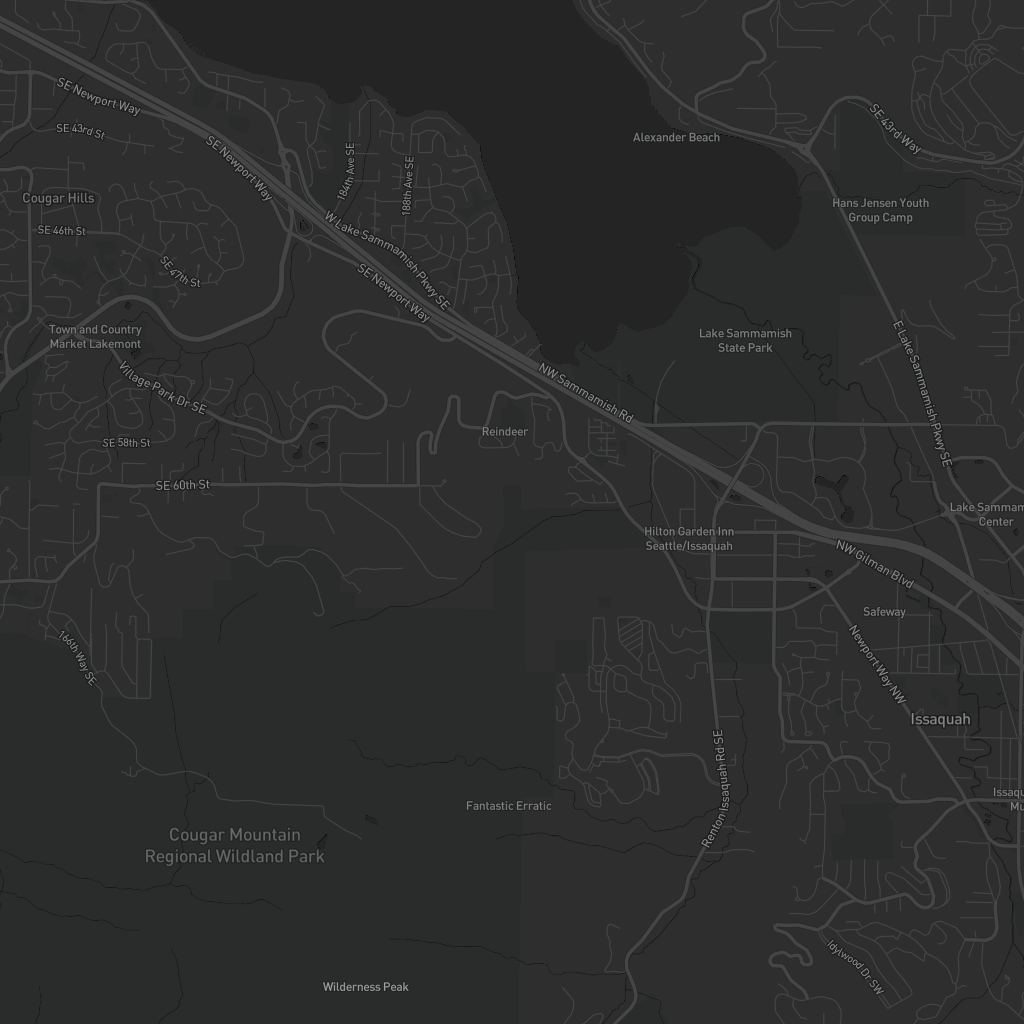 SE Newport Way
SE 43rd St
SE Newport Way
184th Ave SE
188th Ave SE
Alexander Beach
SE 43rd Way
Cougar Hills
Hans Jensen Youth
Group Camp
SE 46th St
W Lake Sammamish Pkwy SE
SE 47th St
SE Newport Way
Town and Country
Market Lakemont
Lake Sammamish
State Park
E Lake Sammamish Pkwy SE
Village Park Dr SE
NW Sammamish Rd
Reindeer
SE 58th St
SE 60th St
Lake Sammam
Center
Hilton Garden Inn
Seattle/Issaquah
NW Gilman Blvd
Safeway
166th Way SE
Newport Way NW
Issaquah
Renton Issaquah Rd SE
Issaqu
Mu
Fantastic Erratic
Cougar Mountain
Regional Wildland Park
Idylwood Dr SW
Wilderness Peak